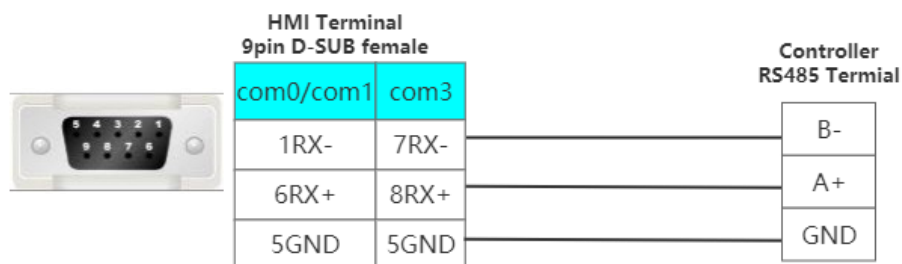 HMI Terminal
9pin D-SUB female
Controller
RS485 Termial
com0/com1 com3
5 4 3 2 1
9 8 7 6
1RX- 7RX-
B-
6RX+ 8RX+
A+
5GND 5GND
GND